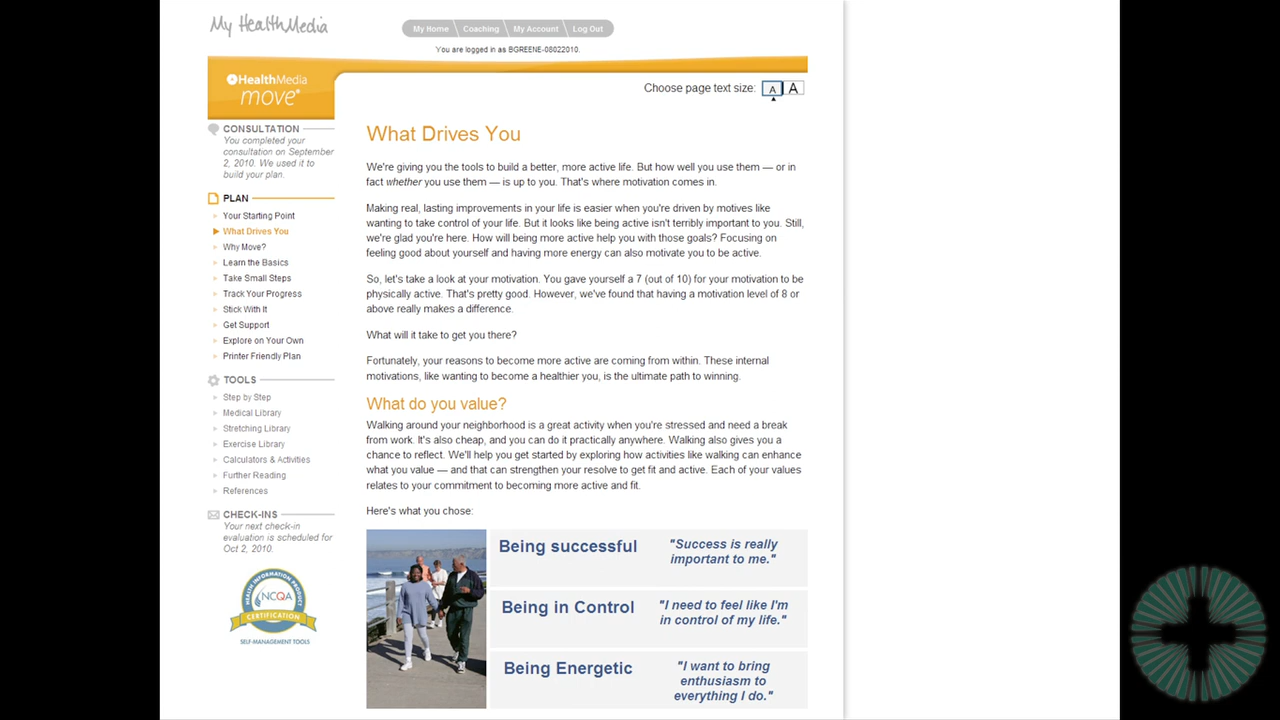 My HealthMedia
My Home
Coaching
My Account
Log Out
You are logged in as BGREENE-08022010.
HealthMedia
move®
Choose page text size:
A
A
CONSULTATION
You completed your
consultation on September
2, 2010. We used it to
build your plan.
PLAN
Your Starting Point
What Drives You
Why Move?
Learn the Basics
Take Small Steps
Track Your Progress
Stick With It
Get Support
Explore on Your Own
Printer Friendly Plan
TOOLS
Step by Step
Medical Library
Stretching Library
Exercise Library
Calculators & Activities
Further Reading
References
CHECK-INS
Your next check-in
evaluation is scheduled for
Oct 2, 2010.
HEALTH INFORMATION PRODUCT
NCQA
CERTIFICATION
SELF-MANAGEMENT TOOLS
What Drives You
We're giving you the tools to build a better, more active life. But how well you use them — or in
fact whether you use them — is up to you. That's where motivation comes in.
Making real, lasting improvements in your life is easier when you're driven by motives like
wanting to take control of your life. But it looks like being active isn't terribly important to you. Still,
we're glad you're here. How will being more active help you with those goals? Focusing on
feeling good about yourself and having more energy can also motivate you to be active.
So, let's take a look at your motivation. You gave yourself a 7 (out of 10) for your motivation to be
physically active. That's pretty good. However, we've found that having a motivation level of 8 or
above really makes a difference.
What will it take to get you there?
Fortunately, your reasons to become more active are coming from within. These internal
motivations, like wanting to become a healthier you, is the ultimate path to winning.
What do you value?
Walking around your neighborhood is a great activity when you're stressed and need a break
from work. It's also cheap, and you can do it practically anywhere. Walking also gives you a
chance to reflect. We'll help you get started by exploring how activities like walking can enhance
what you value — and that can strengthen your resolve to get fit and active. Each of your values
relates to your commitment to becoming more active and fit.
Here's what you chose:
Being successful
"Success is really
important to me."
Being in Control
"I need to feel like I'm
in control of my life."
Being Energetic
"I want to bring
enthusiasm to
everything I do."